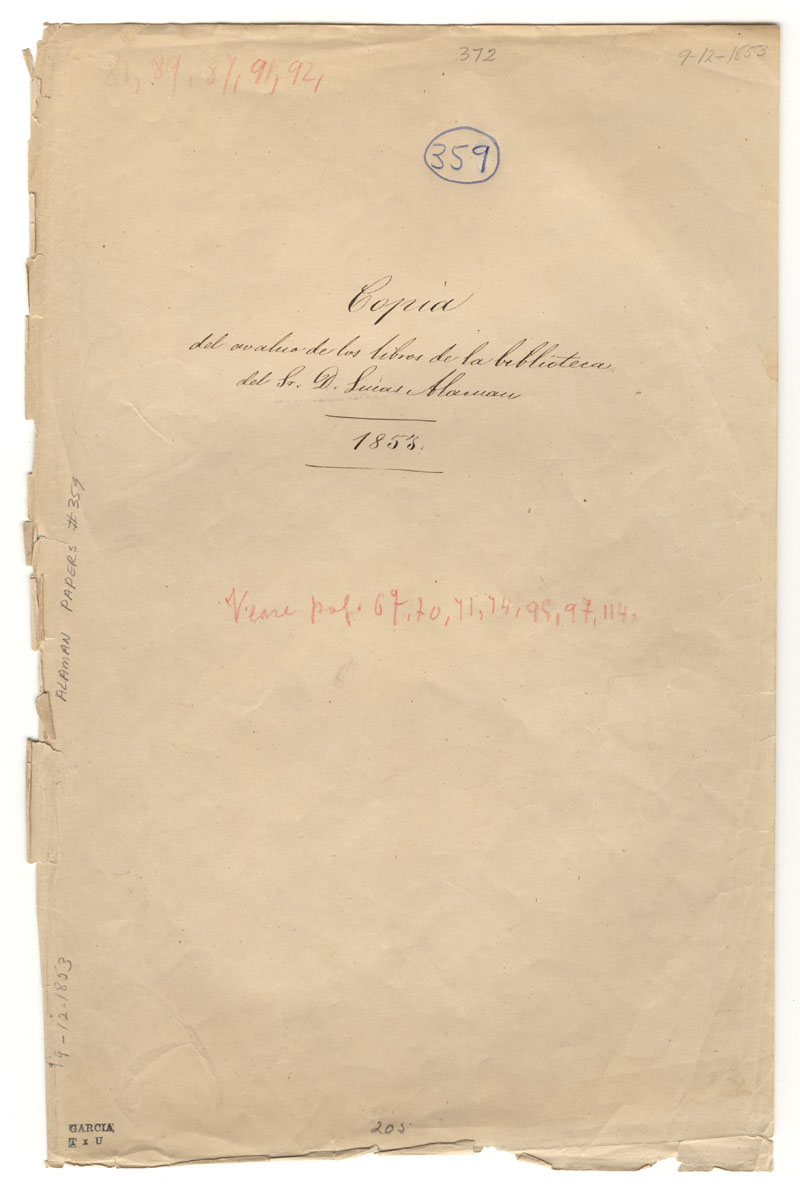 372
9-12-1853
81, 89, 87, 91, 92,
359
Copia
del avaluo de los libros de la biblioteca
del Sr. D. Lucas Alaman
1853.
Vease pag. 69, 70, 71, 74, 95, 97, 114.
ALAMAN PAPERS #359
9-12-1853
GARCIA
T x U
205